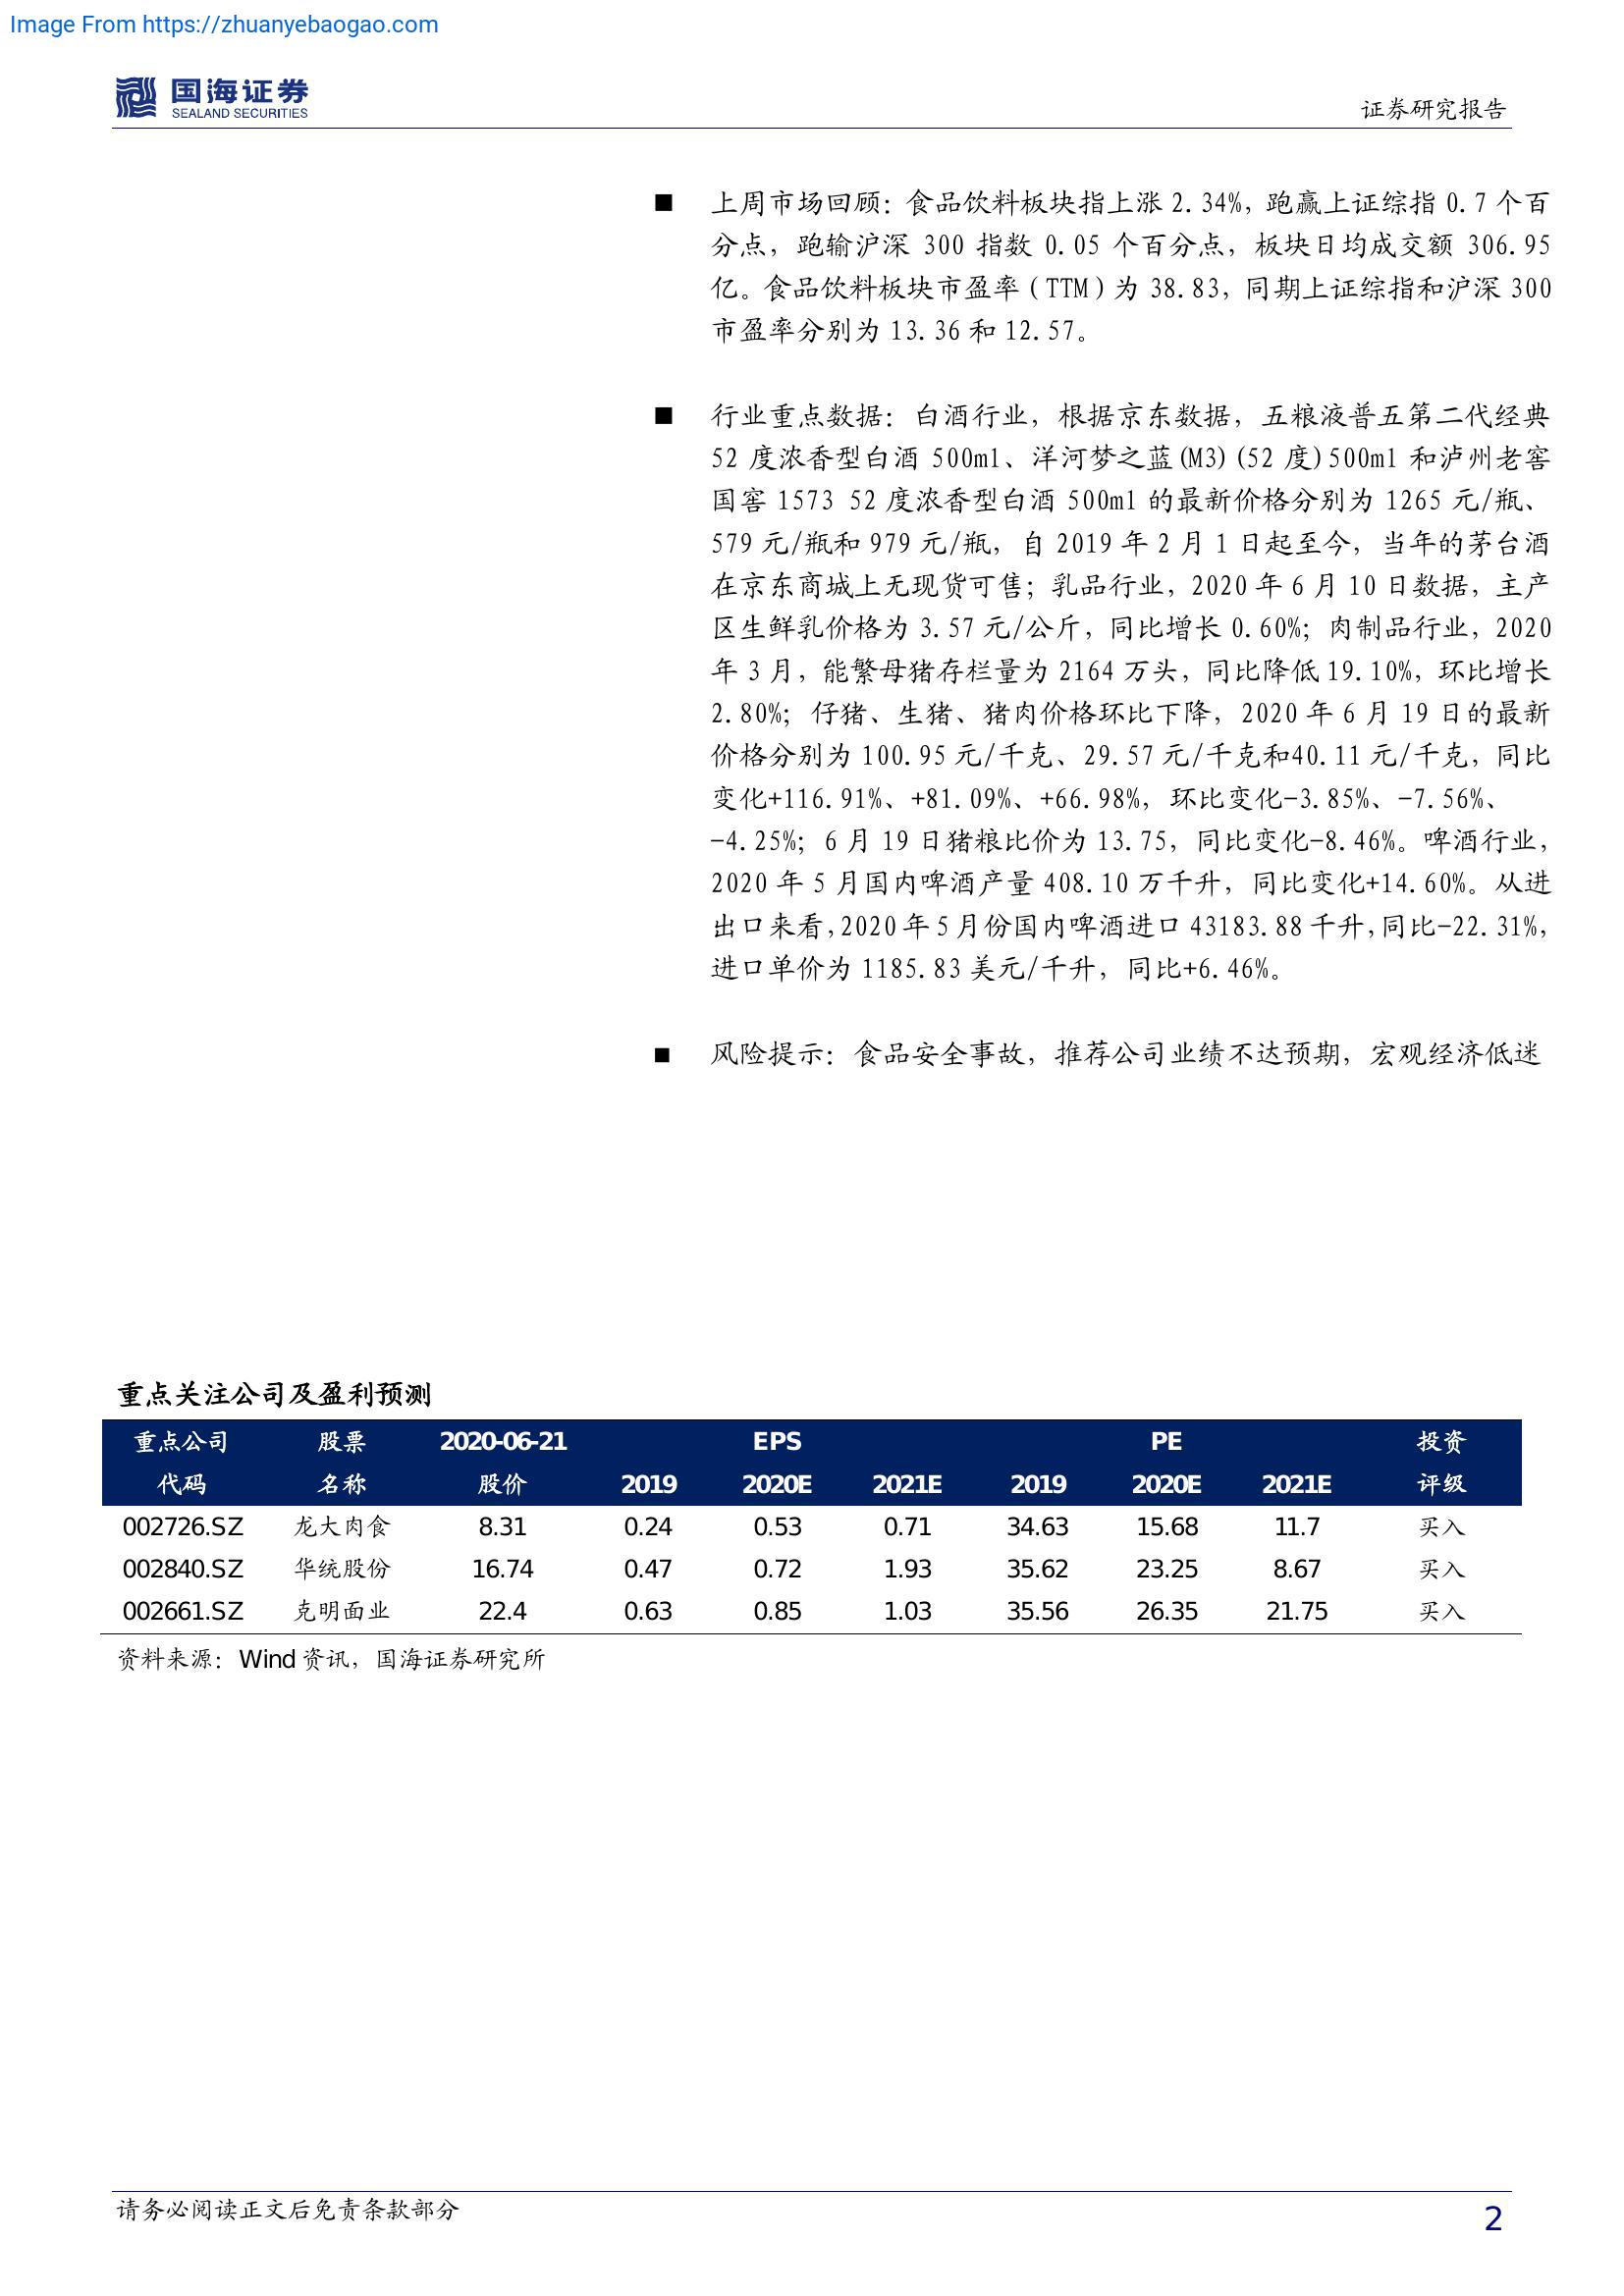 Image From https://zhuanyebaogao.com
国海证券
SEALAND SECURITIES
证券研究报告
■ 上周市场回顾：食品饮料板块指上涨 2.34%，跑赢上证综指 0.7 个百
分点，跑输沪深 300 指数 0.05 个百分点，板块日均成交额 306.95
亿。食品饮料板块市盈率（TTM）为 38.83，同期上证综指和沪深 300
市盈率分别为 13.36 和 12.57。
■ 行业重点数据：白酒行业，根据京东数据，五粮液普五第二代经典
52 度浓香型白酒 500ml、洋河梦之蓝(M3)(52 度)500ml 和泸州老窖
国窖 1573 52 度浓香型白酒 500ml 的最新价格分别为 1265 元/瓶、
579 元/瓶和 979 元/瓶，自 2019 年 2 月 1 日起至今，当年的茅台酒
在京东商城上无现货可售；乳品行业，2020 年 6 月 10 日数据，主产
区生鲜乳价格为 3.57 元/公斤，同比增长 0.60%；肉制品行业，2020
年 3 月，能繁母猪存栏量为 2164 万头，同比降低 19.10%，环比增长
2.80%；仔猪、生猪、猪肉价格环比下降，2020 年 6 月 19 日的最新
价格分别为 100.95 元/千克、29.57 元/千克和40.11 元/千克，同比
变化+116.91%、+81.09%、+66.98%，环比变化-3.85%、-7.56%、
-4.25%；6 月 19 日猪粮比价为 13.75，同比变化-8.46%。啤酒行业，
2020 年 5 月国内啤酒产量 408.10 万千升，同比变化+14.60%。从进
出口来看，2020 年 5 月份国内啤酒进口 43183.88 千升，同比-22.31%，
进口单价为 1185.83 美元/千升，同比+6.46%。
■ 风险提示：食品安全事故，推荐公司业绩不达预期，宏观经济低迷
重点关注公司及盈利预测
重点公司 股票 2020-06-21 EPS PE 投资
代码 名称 股价 2019 2020E 2021E 2019 2020E 2021E 评级
002726.SZ 龙大肉食 8.31 0.24 0.53 0.71 34.63 15.68 11.7 买入
002840.SZ 华统股份 16.74 0.47 0.72 1.93 35.62 23.25 8.67 买入
002661.SZ 克明面业 22.4 0.63 0.85 1.03 35.56 26.35 21.75 买入
资料来源：Wind 资讯，国海证券研究所
请务必阅读正文后免责条款部分
2